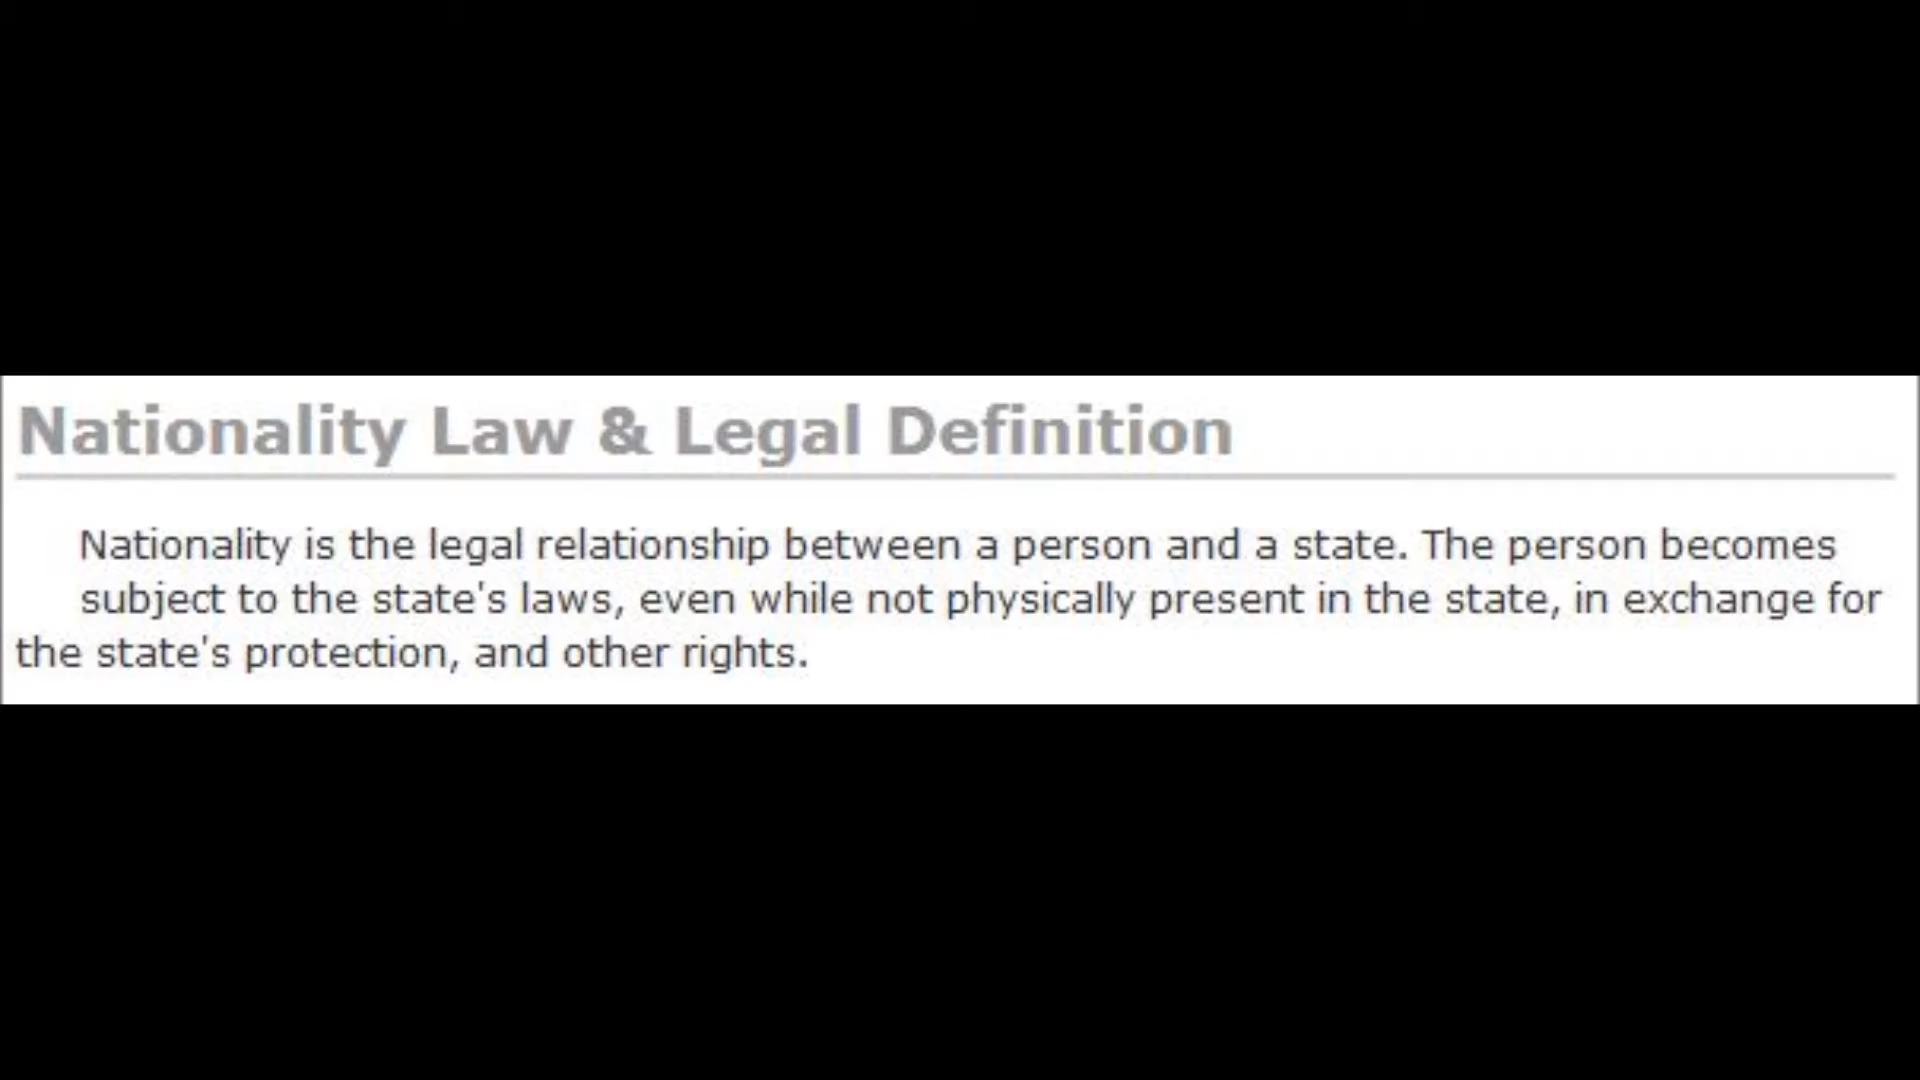 Nationality Law & Legal Definition
Nationality is the legal relationship between a person and a state. The person becomes
subject to the state's laws, even while not physically present in the state, in exchange for
the state's protection, and other rights.